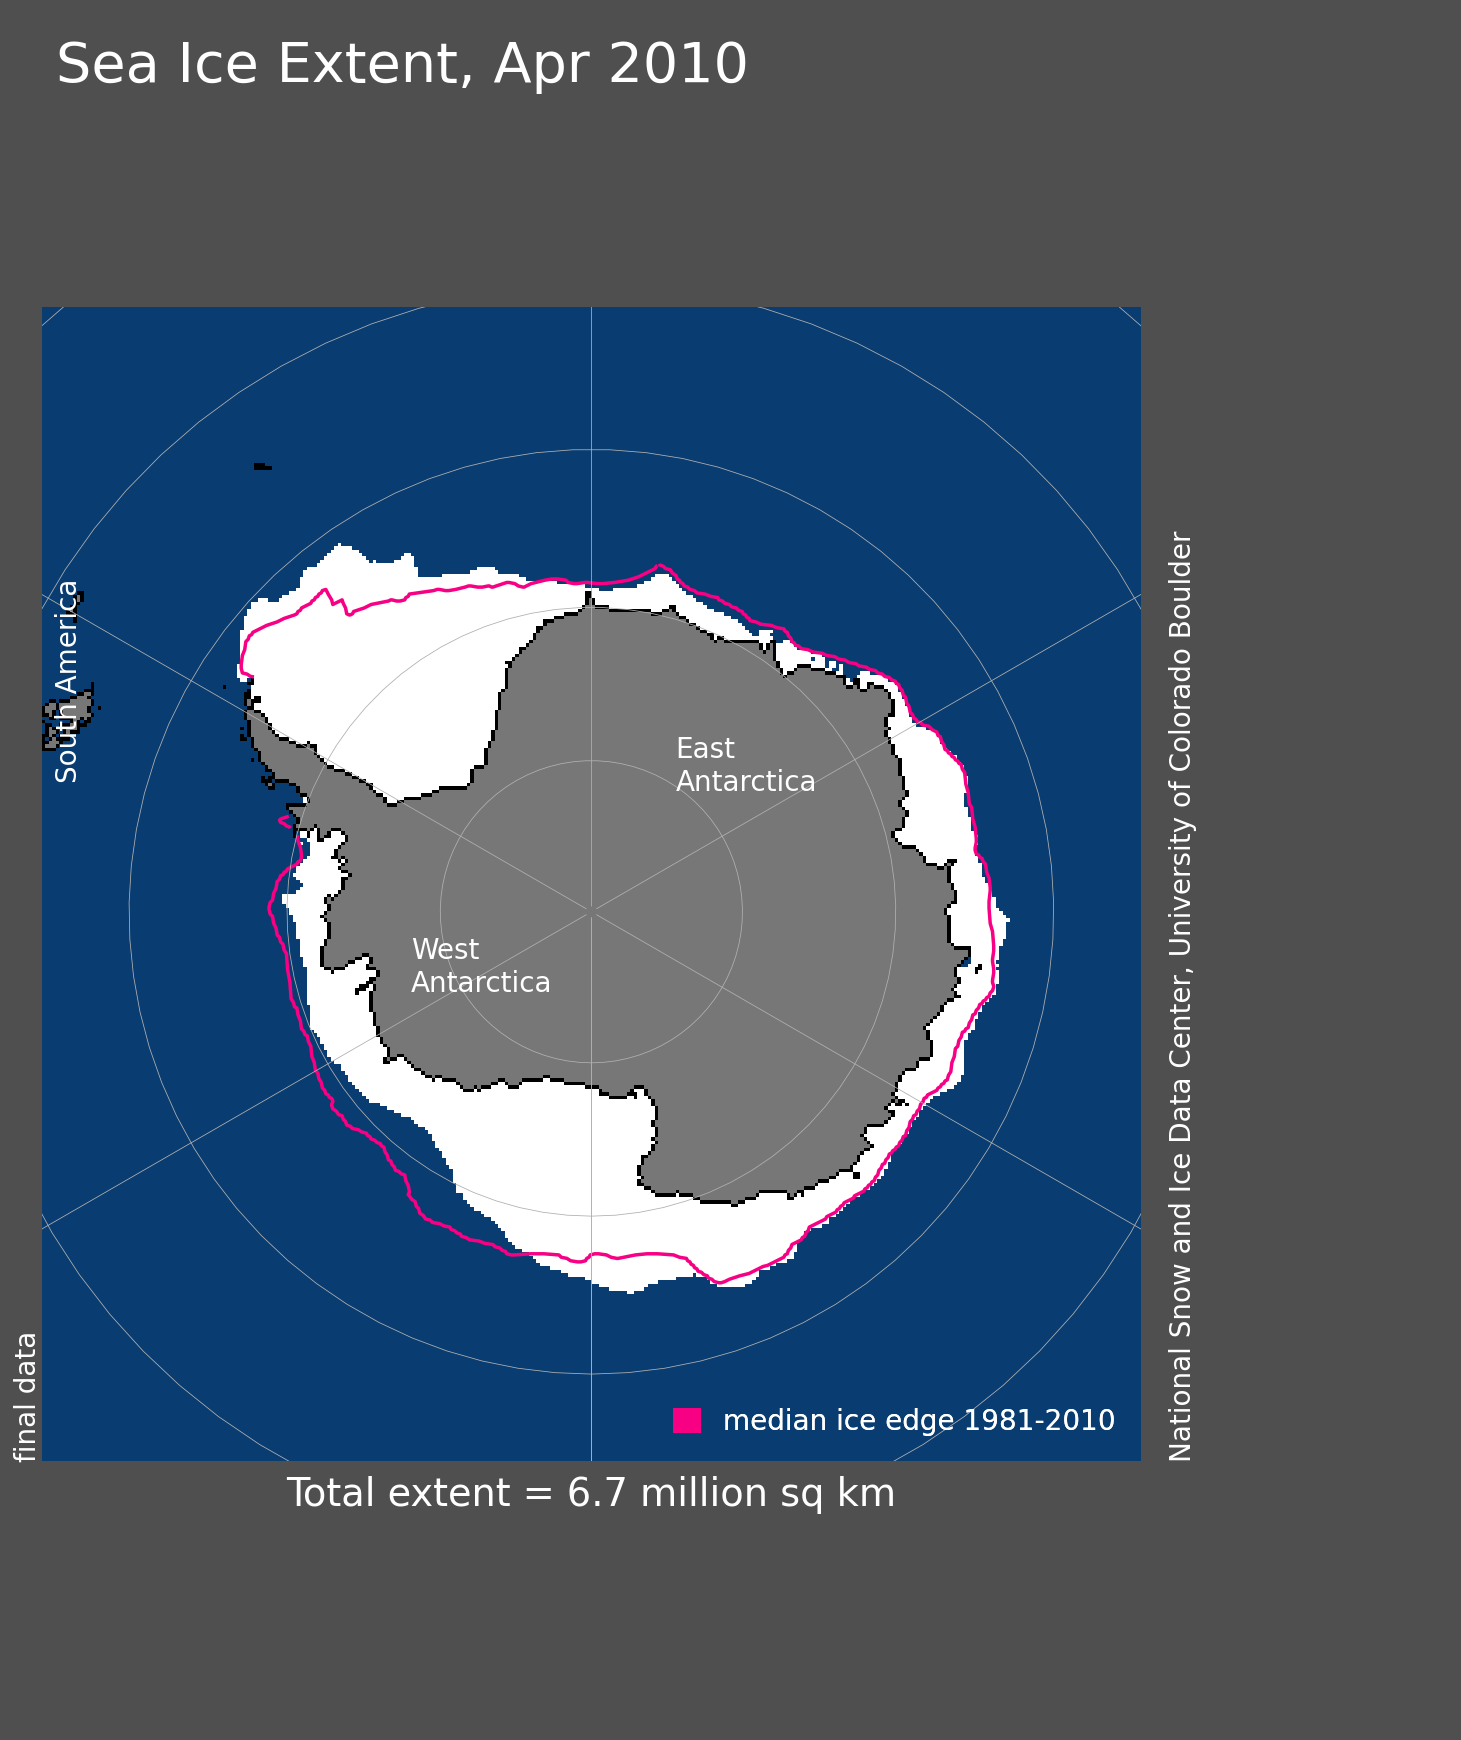 Sea Ice Extent, Apr 2010
South America
East
Antarctica
West
Antarctica
median ice edge 1981-2010
final data
National Snow and Ice Data Center, University of Colorado Boulder
Total extent = 6.7 million sq km